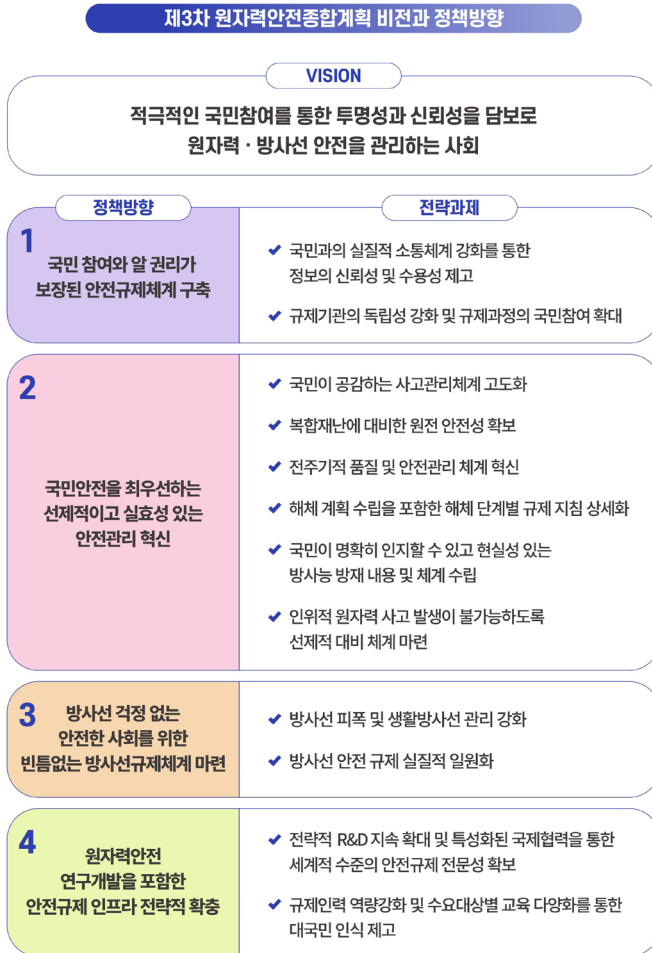 제3차 원자력안전종합계획 비전과 정책방향
VISION
적극적인 국민참여를 통한 투명성과 신뢰성을 담보로
원자력 · 방사선 안전을 관리하는 사회
정책방향
전략과제
1
국민 참여와 알 권리가
보장된 안전규제체계 구축
✔ 국민과의 실질적 소통체계 강화를 통한
정보의 신뢰성 및 수용성 제고
✔ 규제기관의 독립성 강화 및 규제과정의 국민참여 확대
2
국민안전을 최우선하는
선제적이고 실효성 있는
안전관리 혁신
✔ 국민이 공감하는 사고관리체계 고도화
✔ 복합재난에 대비한 원전 안전성 확보
✔ 전주기적 품질 및 안전관리 체계 혁신
✔ 해체 계획 수립을 포함한 해체 단계별 규제 지침 상세화
✔ 국민이 명확히 인지할 수 있고 현실성 있는
방사능 방재 내용 및 체계 수립
✔ 인위적 원자력 사고 발생이 불가능하도록
선제적 대비 체계 마련
3
방사선 걱정 없는
안전한 사회를 위한
빈틈없는 방사선규제체계 마련
✔ 방사선 피폭 및 생활방사선 관리 강화
✔ 방사선 안전 규제 실질적 일원화
4
원자력안전
연구개발을 포함한
안전규제 인프라 전략적 확충
✔ 전략적 R&D 지속 확대 및 특성화된 국제협력을 통한
세계적 수준의 안전규제 전문성 확보
✔ 규제인력 역량강화 및 수요대상별 교육 다양화를 통한
대국민 인식 제고